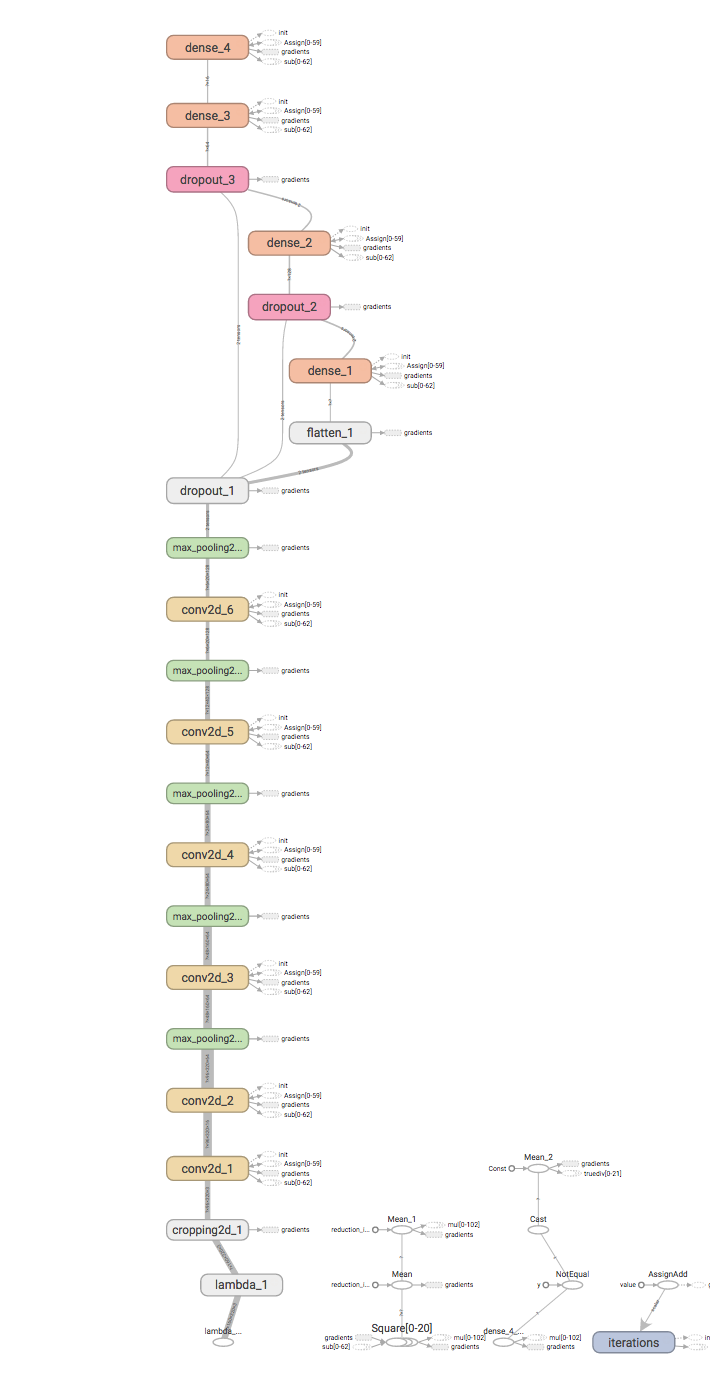 dense_4
init
Assign[0-59]
gradients
sub[0-62]
dense_3
init
Assign[0-59]
gradients
sub[0-62]
dropout_3
gradients
dense_2
init
Assign[0-59]
gradients
sub[0-62]
dropout_2
gradients
dense_1
init
Assign[0-59]
gradients
sub[0-62]
flatten_1
gradients
dropout_1
gradients
max_pooling2...
gradients
conv2d_6
init
Assign[0-59]
gradients
sub[0-62]
max_pooling2...
gradients
conv2d_5
init
Assign[0-59]
gradients
sub[0-62]
max_pooling2...
gradients
conv2d_4
init
Assign[0-59]
gradients
sub[0-62]
max_pooling2...
gradients
conv2d_3
init
Assign[0-59]
gradients
sub[0-62]
max_pooling2...
gradients
conv2d_2
init
Assign[0-59]
gradients
sub[0-62]
conv2d_1
init
Assign[0-59]
gradients
sub[0-62]
cropping2d_1
gradients
lambda_1
lambda_...
Mean_1
reduction_i...
mul[0-102]
gradients
Mean
reduction_i...
gradients
Square[0-20]
gradients
sub[0-62]
mul[0-102]
gradients
Mean_2
Const
gradients
truediv[0-21]
Cast
NotEqual
y
dense_4_...
mul[0-102]
gradients
AssignAdd
value
iterations